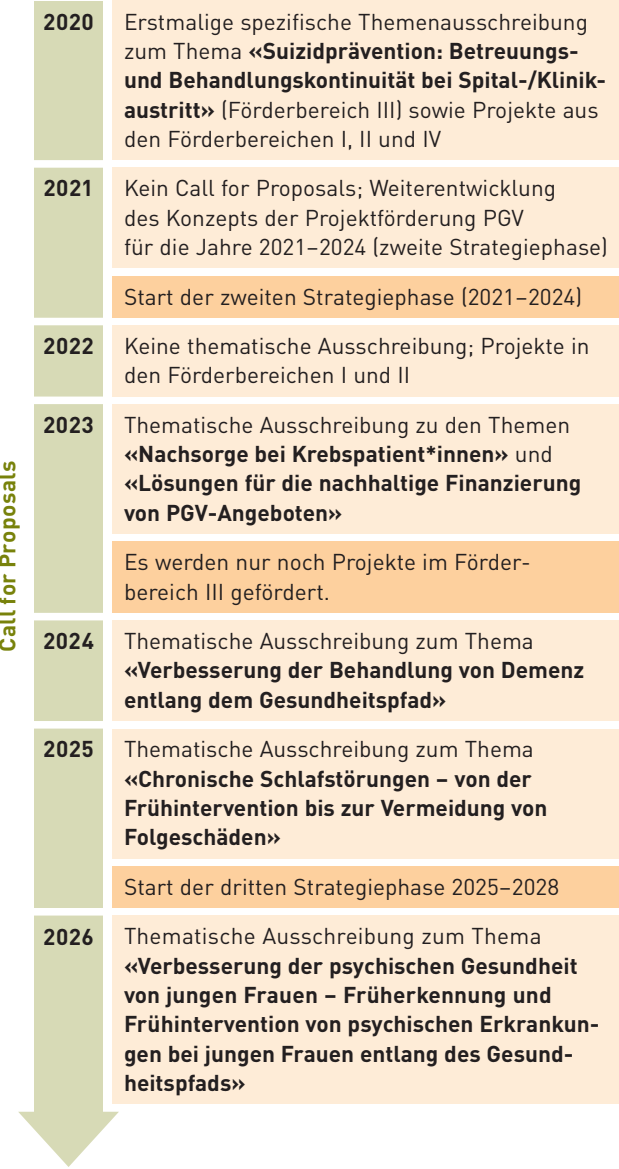 Call for Proposals
2020
Erstmalige spezifische Themenausschreibung
zum Thema «Suizidprävention: Betreuungs-
und Behandlungskontinuität bei Spital-/Klinik-
austritt» (Förderbereich III) sowie Projekte aus
den Förderbereichen I, II und IV
2021
Kein Call for Proposals; Weiterentwicklung
des Konzepts der Projektförderung PGV
für die Jahre 2021–2024 (zweite Strategiephase)
Start der zweiten Strategiephase (2021–2024)
2022
Keine thematische Ausschreibung; Projekte in
den Förderbereichen I und II
2023
Thematische Ausschreibung zu den Themen
«Nachsorge bei Krebspatient*innen» und
«Lösungen für die nachhaltige Finanzierung
von PGV-Angeboten»
Es werden nur noch Projekte im Förder-
bereich III gefördert.
2024
Thematische Ausschreibung zum Thema
«Verbesserung der Behandlung von Demenz
entlang dem Gesundheitspfad»
2025
Thematische Ausschreibung zum Thema
«Chronische Schlafstörungen – von der
Frühintervention bis zur Vermeidung von
Folgeschäden»
Start der dritten Strategiephase 2025–2028
2026
Thematische Ausschreibung zum Thema
«Verbesserung der psychischen Gesundheit
von jungen Frauen – Früherkennung und
Frühintervention von psychischen Erkrankun-
gen bei jungen Frauen entlang des Gesund-
heitspfads»